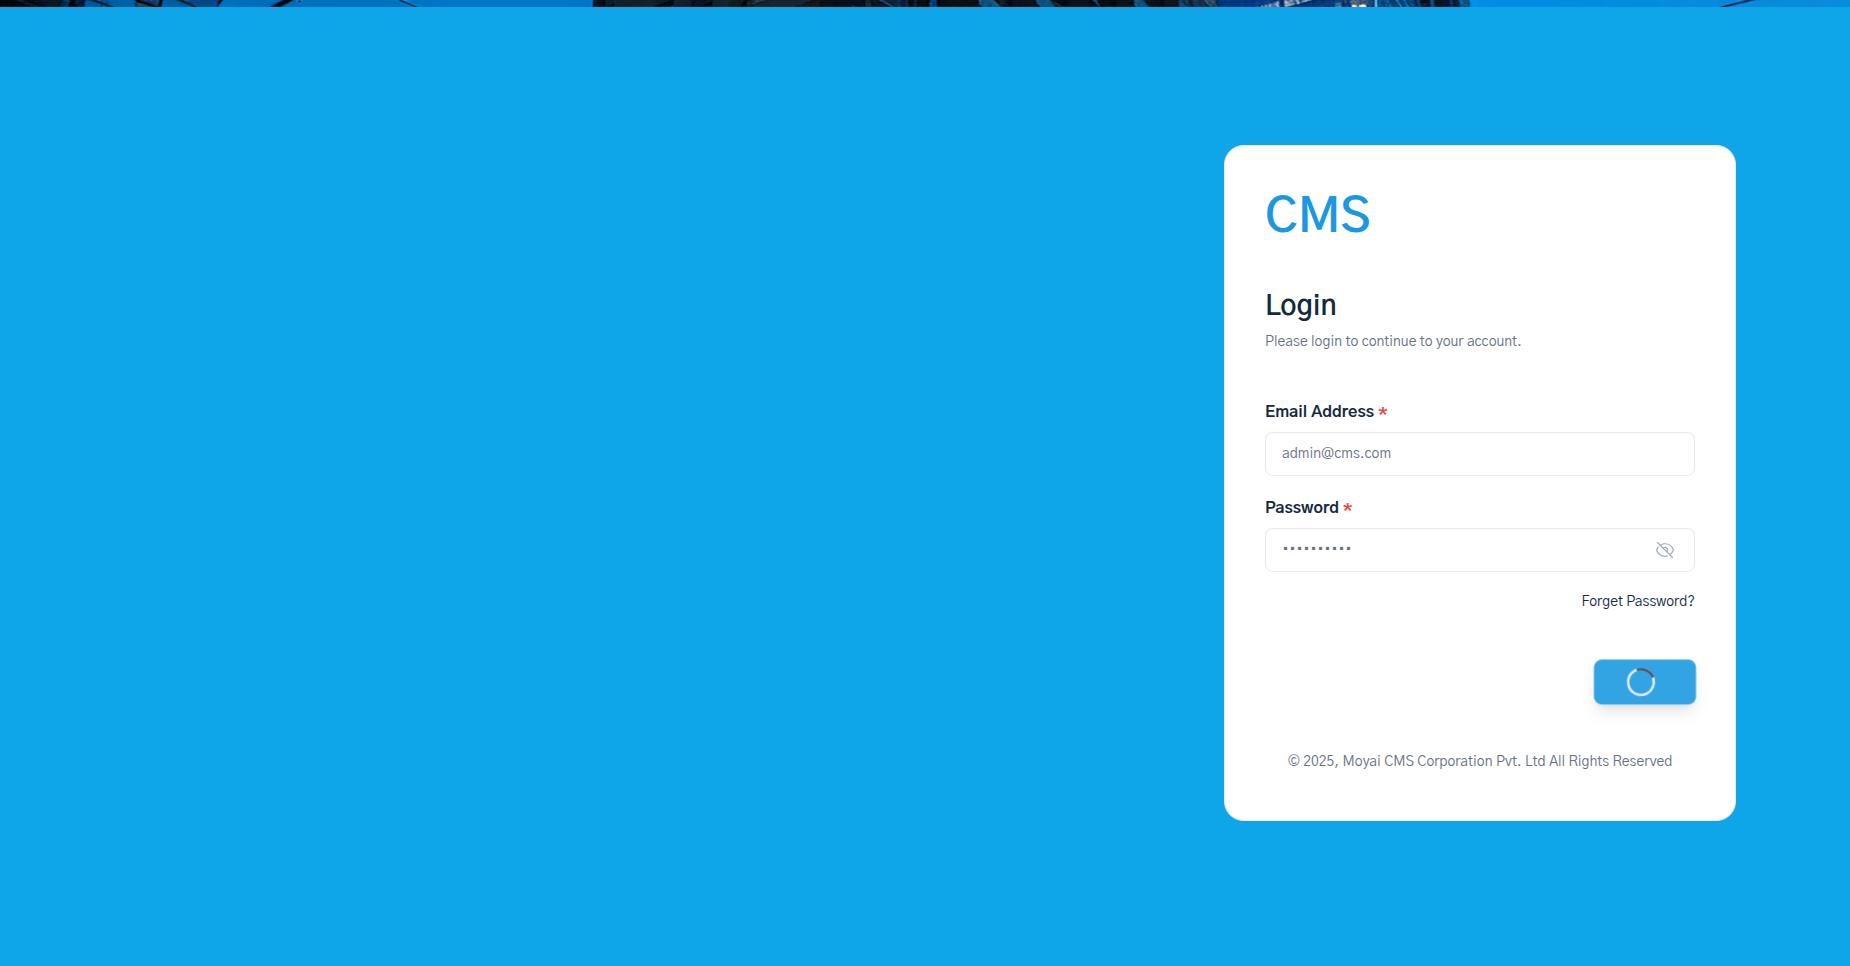 CMS
Login
Please login to continue to your account.
Email Address *
admin@cms.com
Password *
Forget Password?
© 2025, Moyai CMS Corporation Pvt. Ltd All Rights Reserved